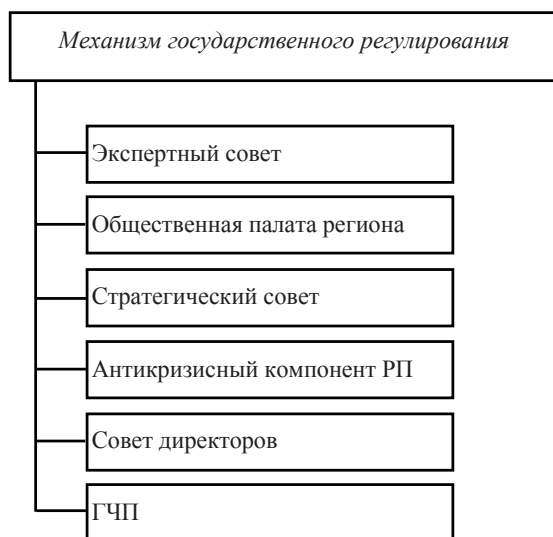 Механизм государственного регулирования
Экспертный совет
Общественная палата региона
Стратегический совет
Антикризисный компонент РП
Совет директоров
ГЧП